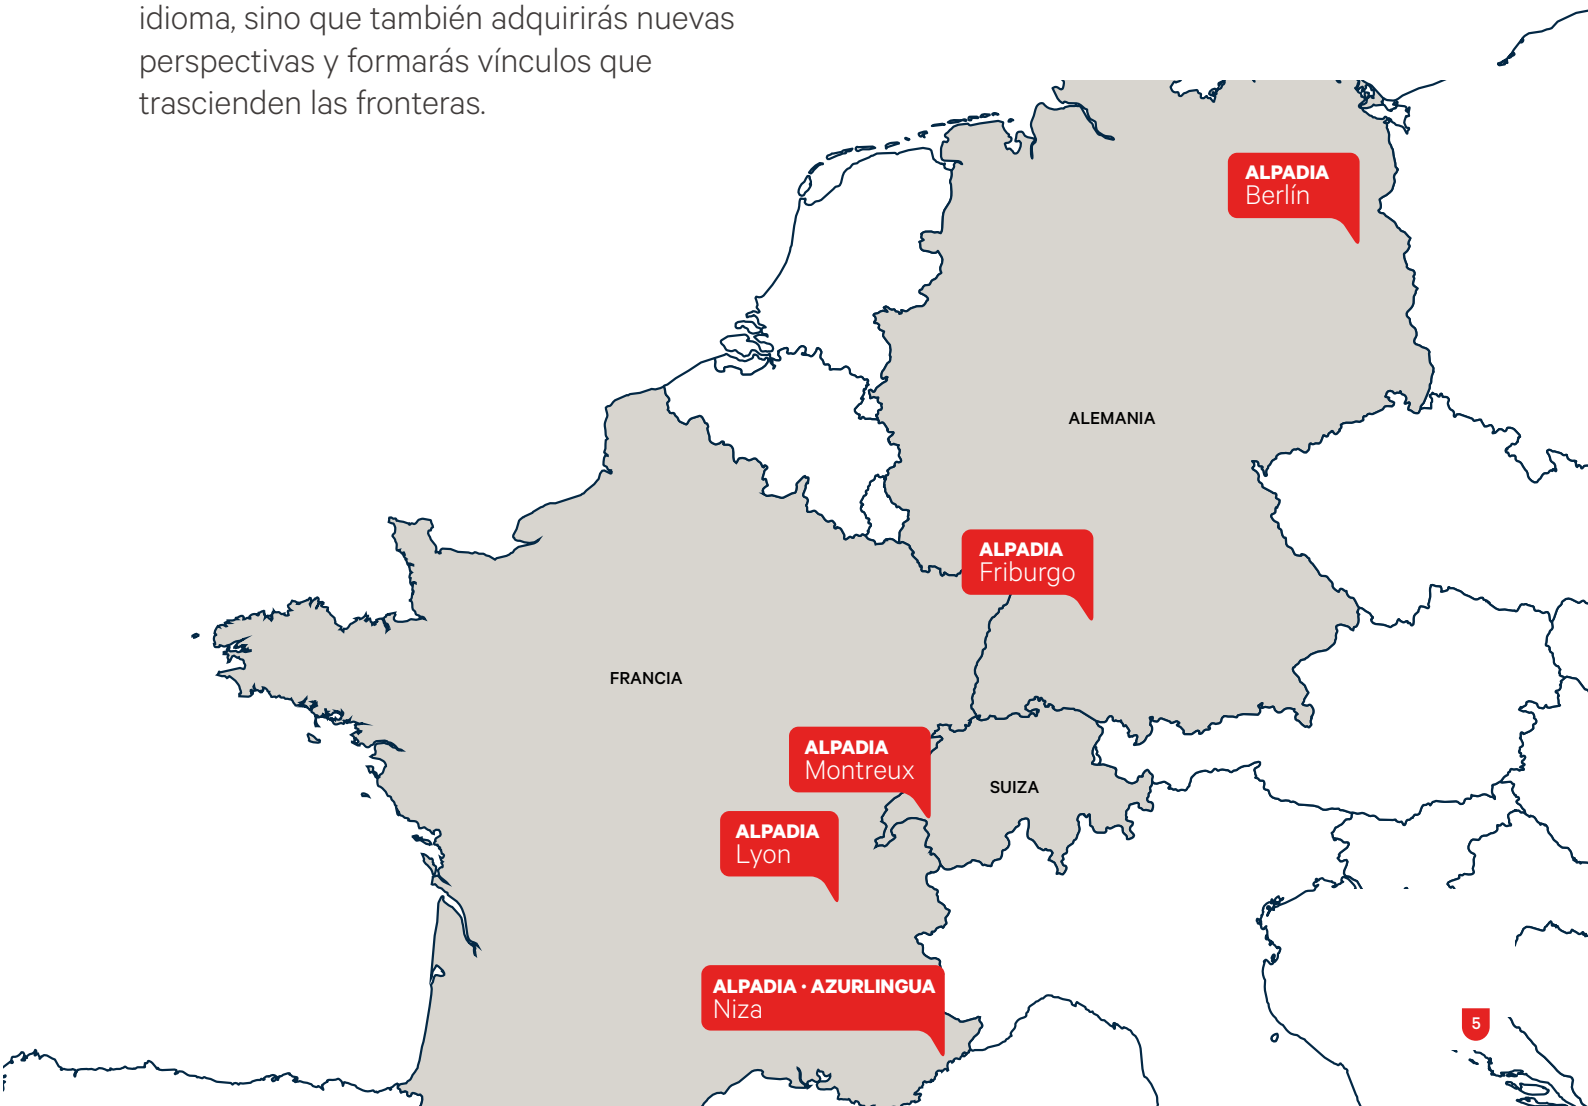 idioma, sino que también adquirirás nuevas
perspectivas y formarás vínculos que
trascienden las fronteras.
ALPADIA
Berlín
ALEMANIA
ALPADIA
Friburgo
FRANCIA
ALPADIA
Montreux
SUIZA
ALPADIA
Lyon
ALPADIA · AZURLINGUA
Niza
5